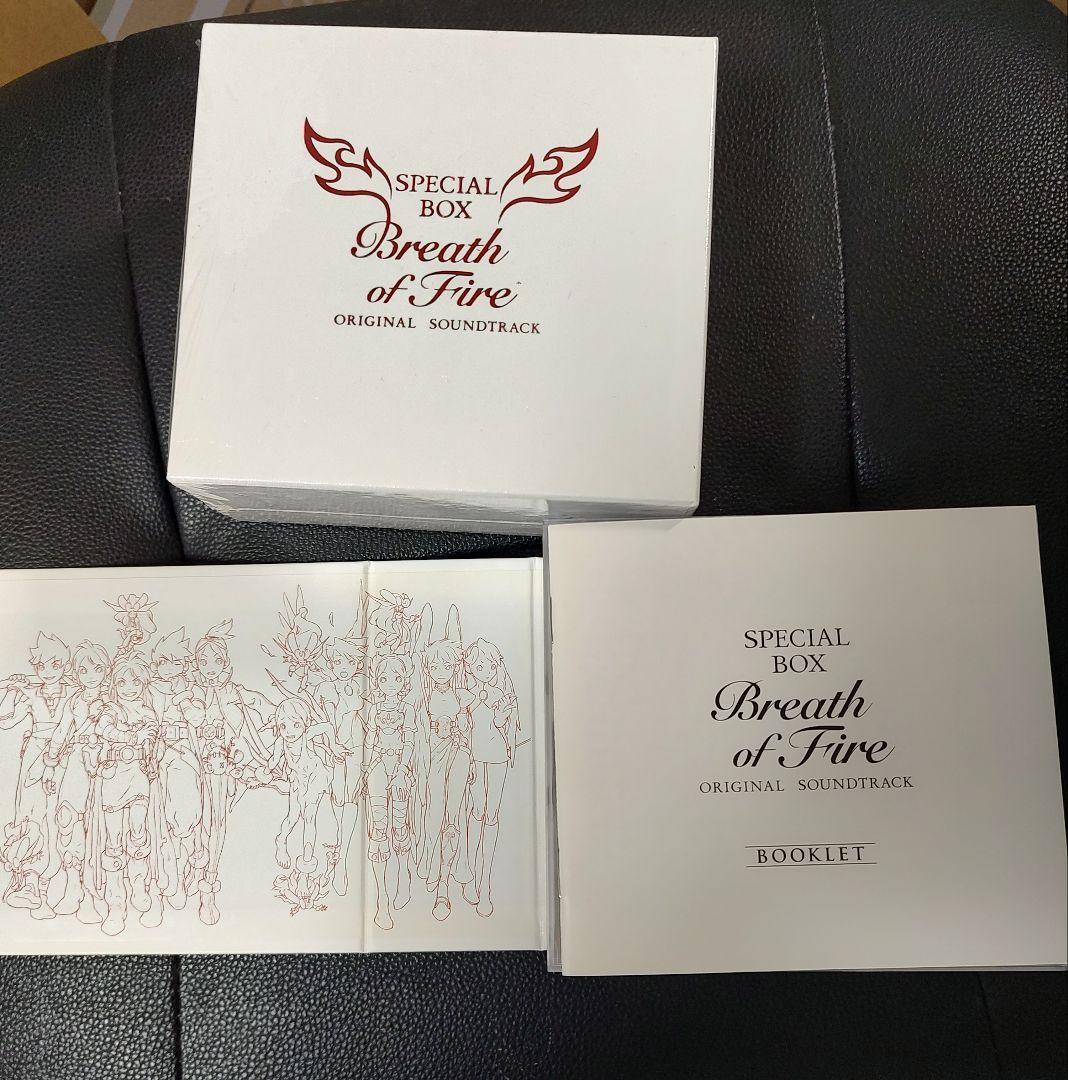 SPECIAL
BOX
Breath
of Fire
ORIGINAL SOUNDTRACK
SPECIAL
BOX
Breath
of Fire
ORIGINAL SOUNDTRACK
BOOKLET